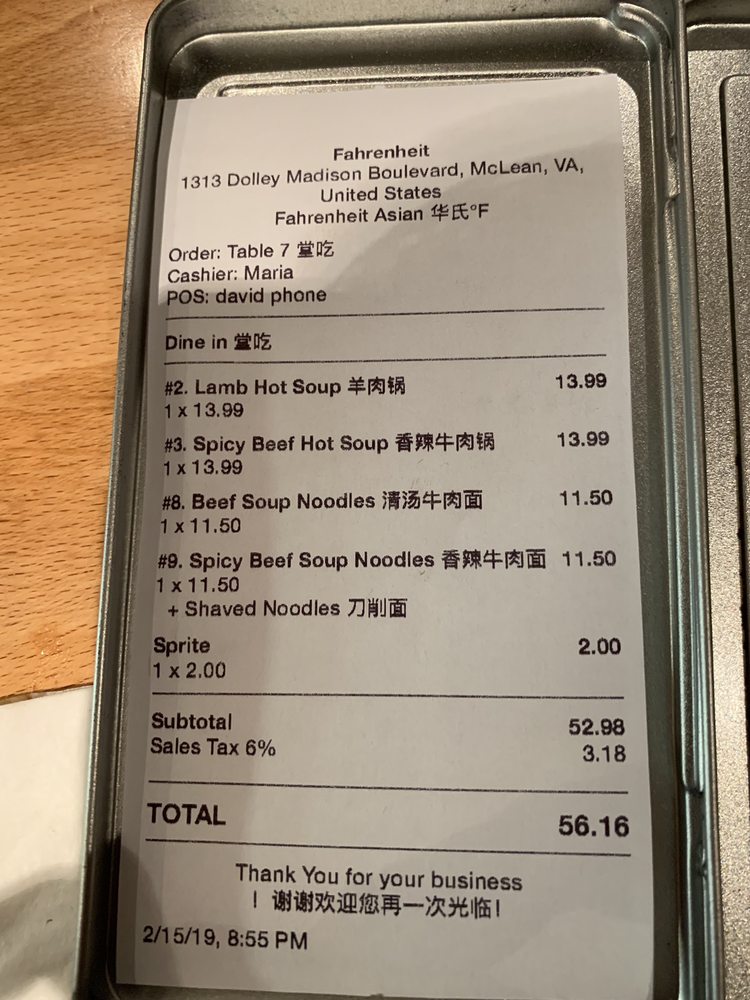 Fahrenheit
1313 Dolley Madison Boulevard, McLean, VA,
United States
Fahrenheit Asian 华氏°F
Order: Table 7 堂吃
Cashier: Maria
POS: david phone
Dine in 堂吃
#2. Lamb Hot Soup 羊肉锅 13.99
1 x 13.99
#3. Spicy Beef Hot Soup 香辣牛肉锅 13.99
1 x 13.99
#8. Beef Soup Noodles 清汤牛肉面 11.50
1 x 11.50
#9. Spicy Beef Soup Noodles 香辣牛肉面 11.50
1 x 11.50
+ Shaved Noodles 刀削面
Sprite 2.00
1 x 2.00
Subtotal 52.98
Sales Tax 6% 3.18
TOTAL 56.16
Thank You for your business
！谢谢欢迎您再一次光临！
2/15/19, 8:55 PM